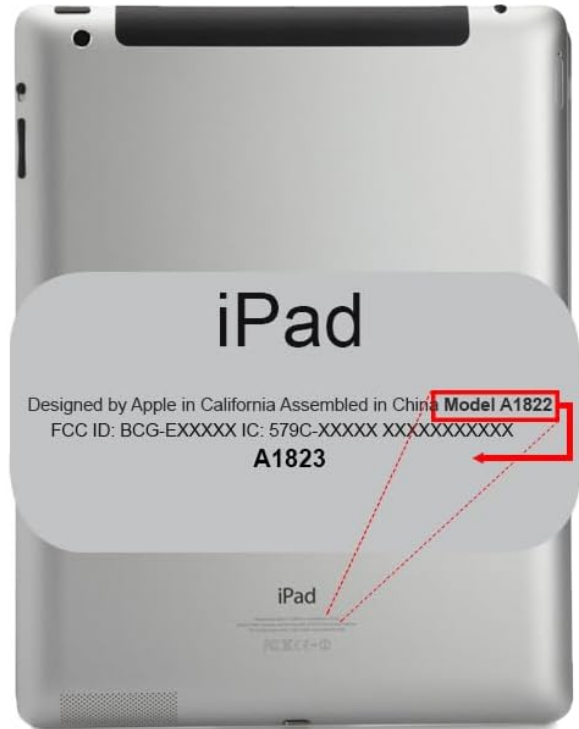 iPad
Designed by Apple in California Assembled in China Model A1822
FCC ID: BCG-EXXXXX IC: 579C-XXXXX XXXXXXXXXXX
A1823
iPad